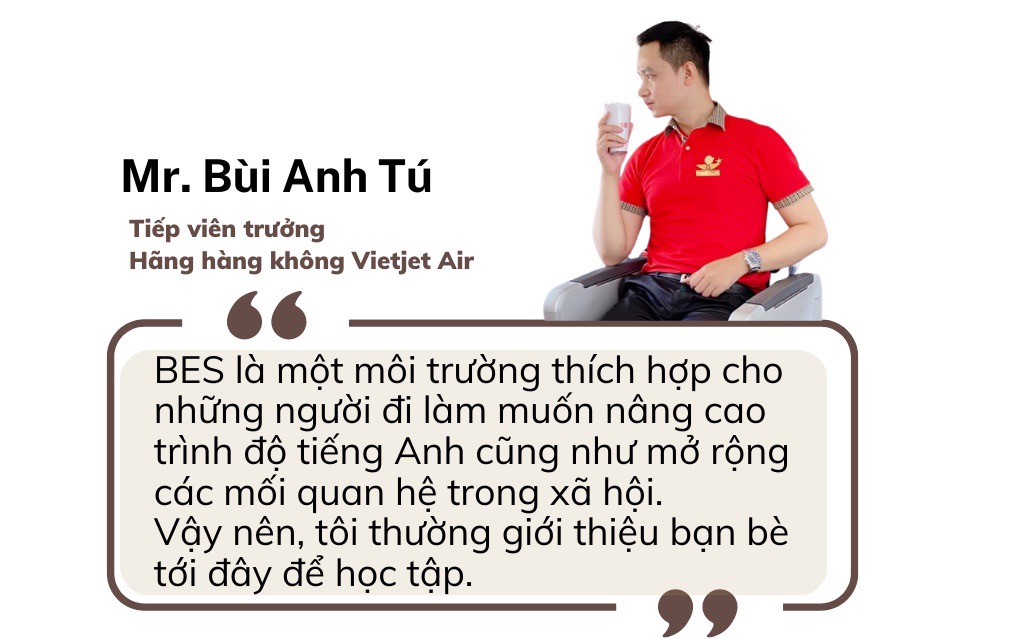 Mr. Bùi Anh Tú
Tiếp viên trưởng
Hãng hàng không Vietjet Air
BES là một môi trường thích hợp cho
những người đi làm muốn nâng cao
trình độ tiếng Anh cũng như mở rộng
các mối quan hệ trong xã hội.
Vậy nên, tôi thường giới thiệu bạn bè
tới đây để học tập.